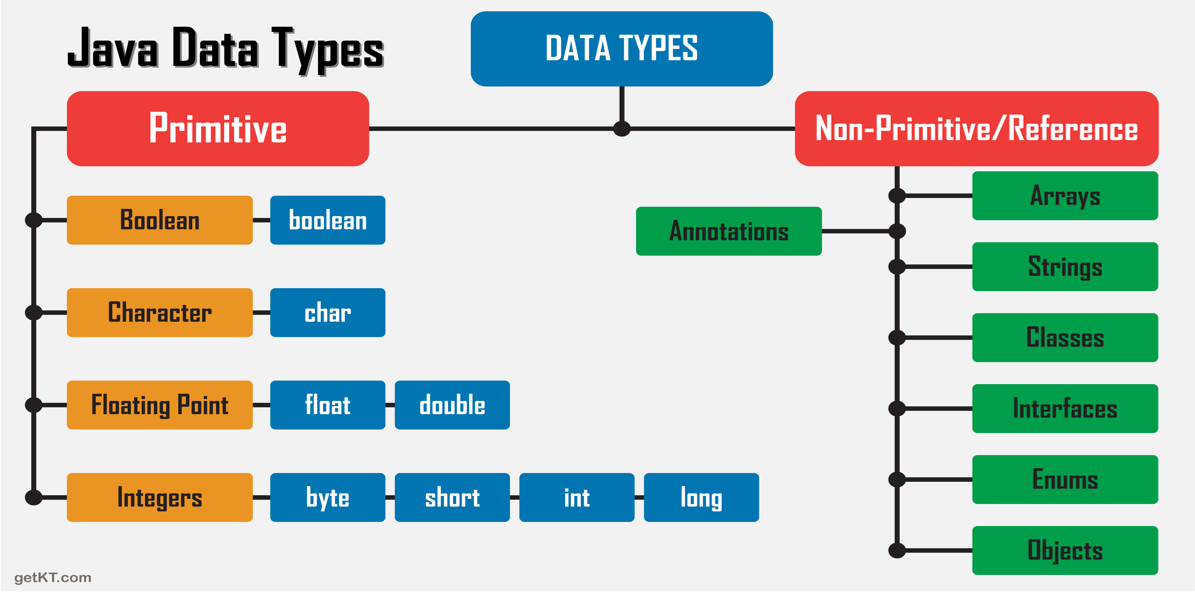 Java Data Types
DATA TYPES
Primitive
Non-Primitive/Reference
Boolean
boolean
Character
char
Floating Point
float
double
Integers
byte
short
int
long
Annotations
Arrays
Strings
Classes
Interfaces
Enums
Objects
getKT.com